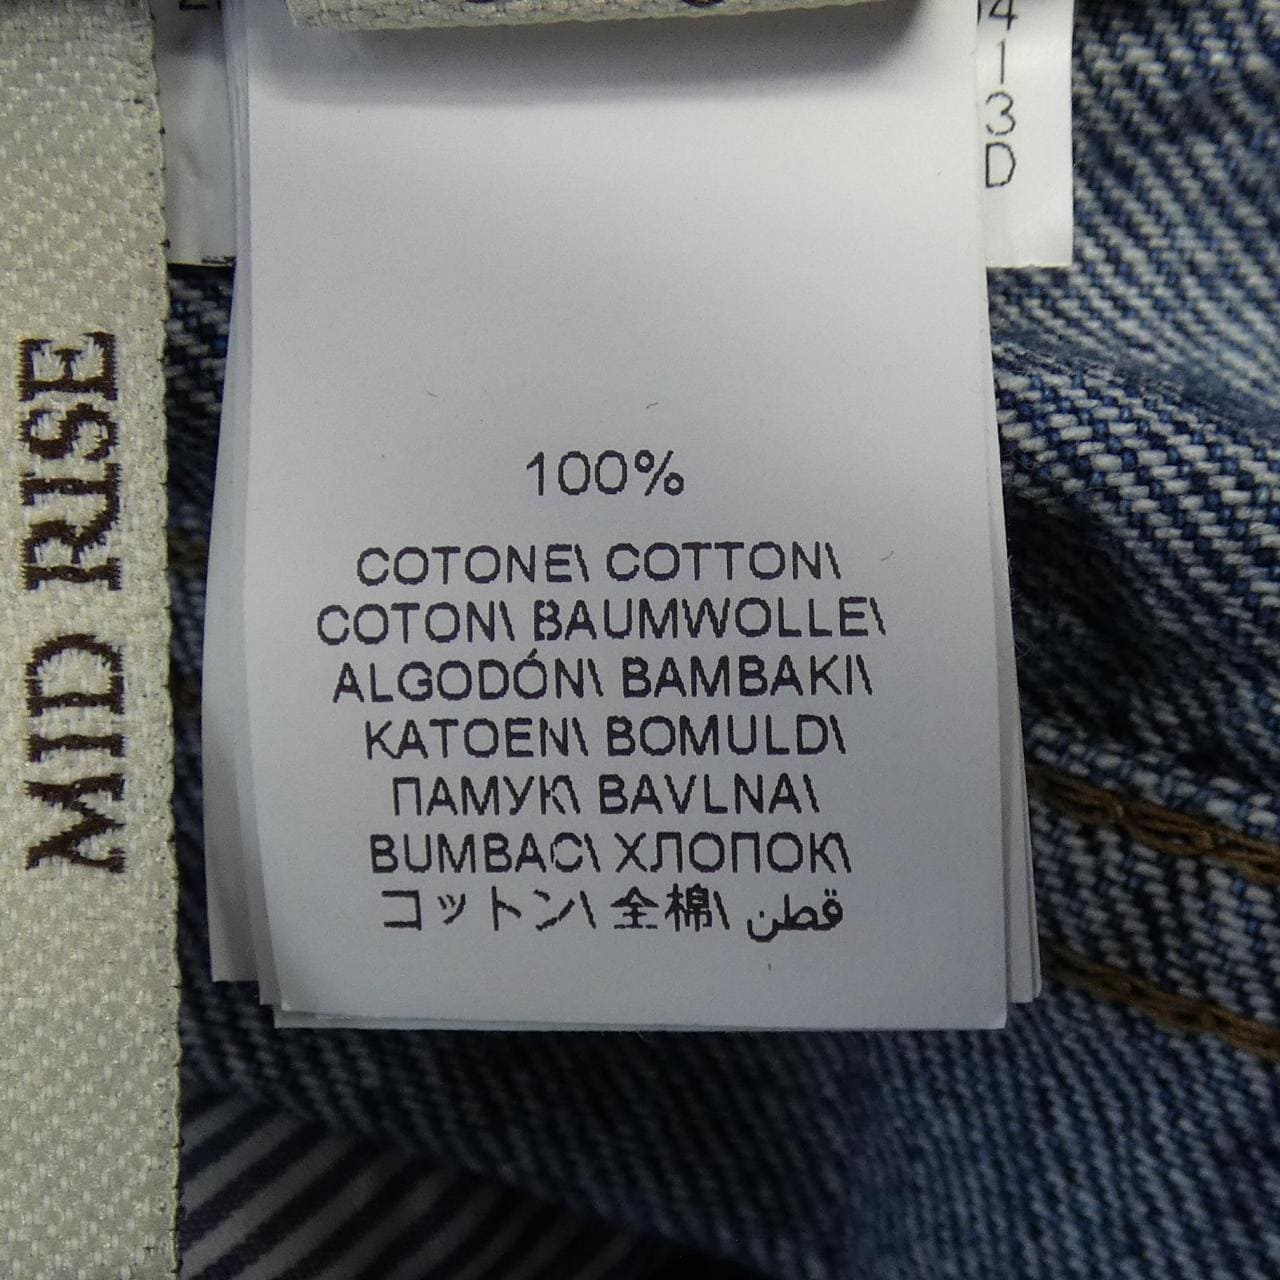 MID RISE
4
1
3
D
100%
COTONE\ COTTON\
COTON\ BAUMWOLLE\
ALGODÓN\ BAMBAKI\
KATOEN\ BOMULD\
ПАМУК\ BAVLNA\
BUMBAC\ ХЛОПОК\
コットン\ 全棉\ قطن